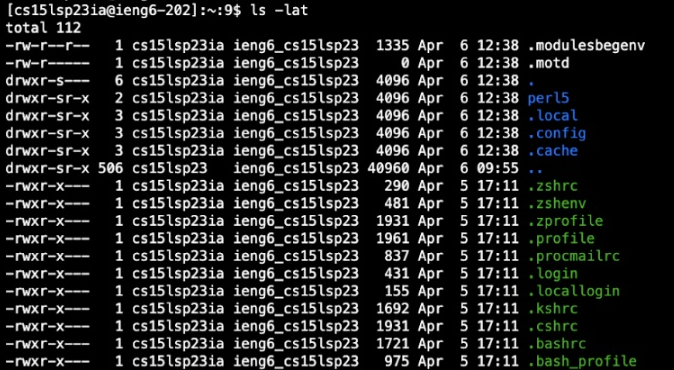 [cs15lsp23ia@ieng6-202]:~:9$ ls -lat
total 112
-rw-r--r--   1 cs15lsp23ia ieng6_cs15lsp23  1335 Apr  6 12:38 .modulesbegenv
-rw-r-----   1 cs15lsp23ia ieng6_cs15lsp23     0 Apr  6 12:38 .motd
drwxr-s---   6 cs15lsp23ia ieng6_cs15lsp23  4096 Apr  6 12:38 .
drwxr-sr-x   2 cs15lsp23ia ieng6_cs15lsp23  4096 Apr  6 12:38 perl5
drwxr-sr-x   3 cs15lsp23ia ieng6_cs15lsp23  4096 Apr  6 12:38 .local
drwxr-sr-x   3 cs15lsp23ia ieng6_cs15lsp23  4096 Apr  6 12:38 .config
drwxr-sr-x   3 cs15lsp23ia ieng6_cs15lsp23  4096 Apr  6 12:38 .cache
drwxr-sr-x 506 cs15lsp23   ieng6_cs15lsp23 40960 Apr  6 09:55 ..
-rwxr-x---   1 cs15lsp23ia ieng6_cs15lsp23   290 Apr  5 17:11 .zshrc
-rwxr-x---   1 cs15lsp23ia ieng6_cs15lsp23   481 Apr  5 17:11 .zshenv
-rwxr-x---   1 cs15lsp23ia ieng6_cs15lsp23  1931 Apr  5 17:11 .zprofile
-rwxr-x---   1 cs15lsp23ia ieng6_cs15lsp23  1961 Apr  5 17:11 .profile
-rwxr-x---   1 cs15lsp23ia ieng6_cs15lsp23   837 Apr  5 17:11 .procmailrc
-rwxr-x---   1 cs15lsp23ia ieng6_cs15lsp23   431 Apr  5 17:11 .login
-rwxr-x---   1 cs15lsp23ia ieng6_cs15lsp23   155 Apr  5 17:11 .locallogin
-rwxr-x---   1 cs15lsp23ia ieng6_cs15lsp23  1692 Apr  5 17:11 .kshrc
-rwxr-x---   1 cs15lsp23ia ieng6_cs15lsp23  1931 Apr  5 17:11 .cshrc
-rwxr-x---   1 cs15lsp23ia ieng6_cs15lsp23  1721 Apr  5 17:11 .bashrc
-rwxr-x---   1 cs15lsp23ia ieng6_cs15lsp23   975 Apr  5 17:11 .bash_profile